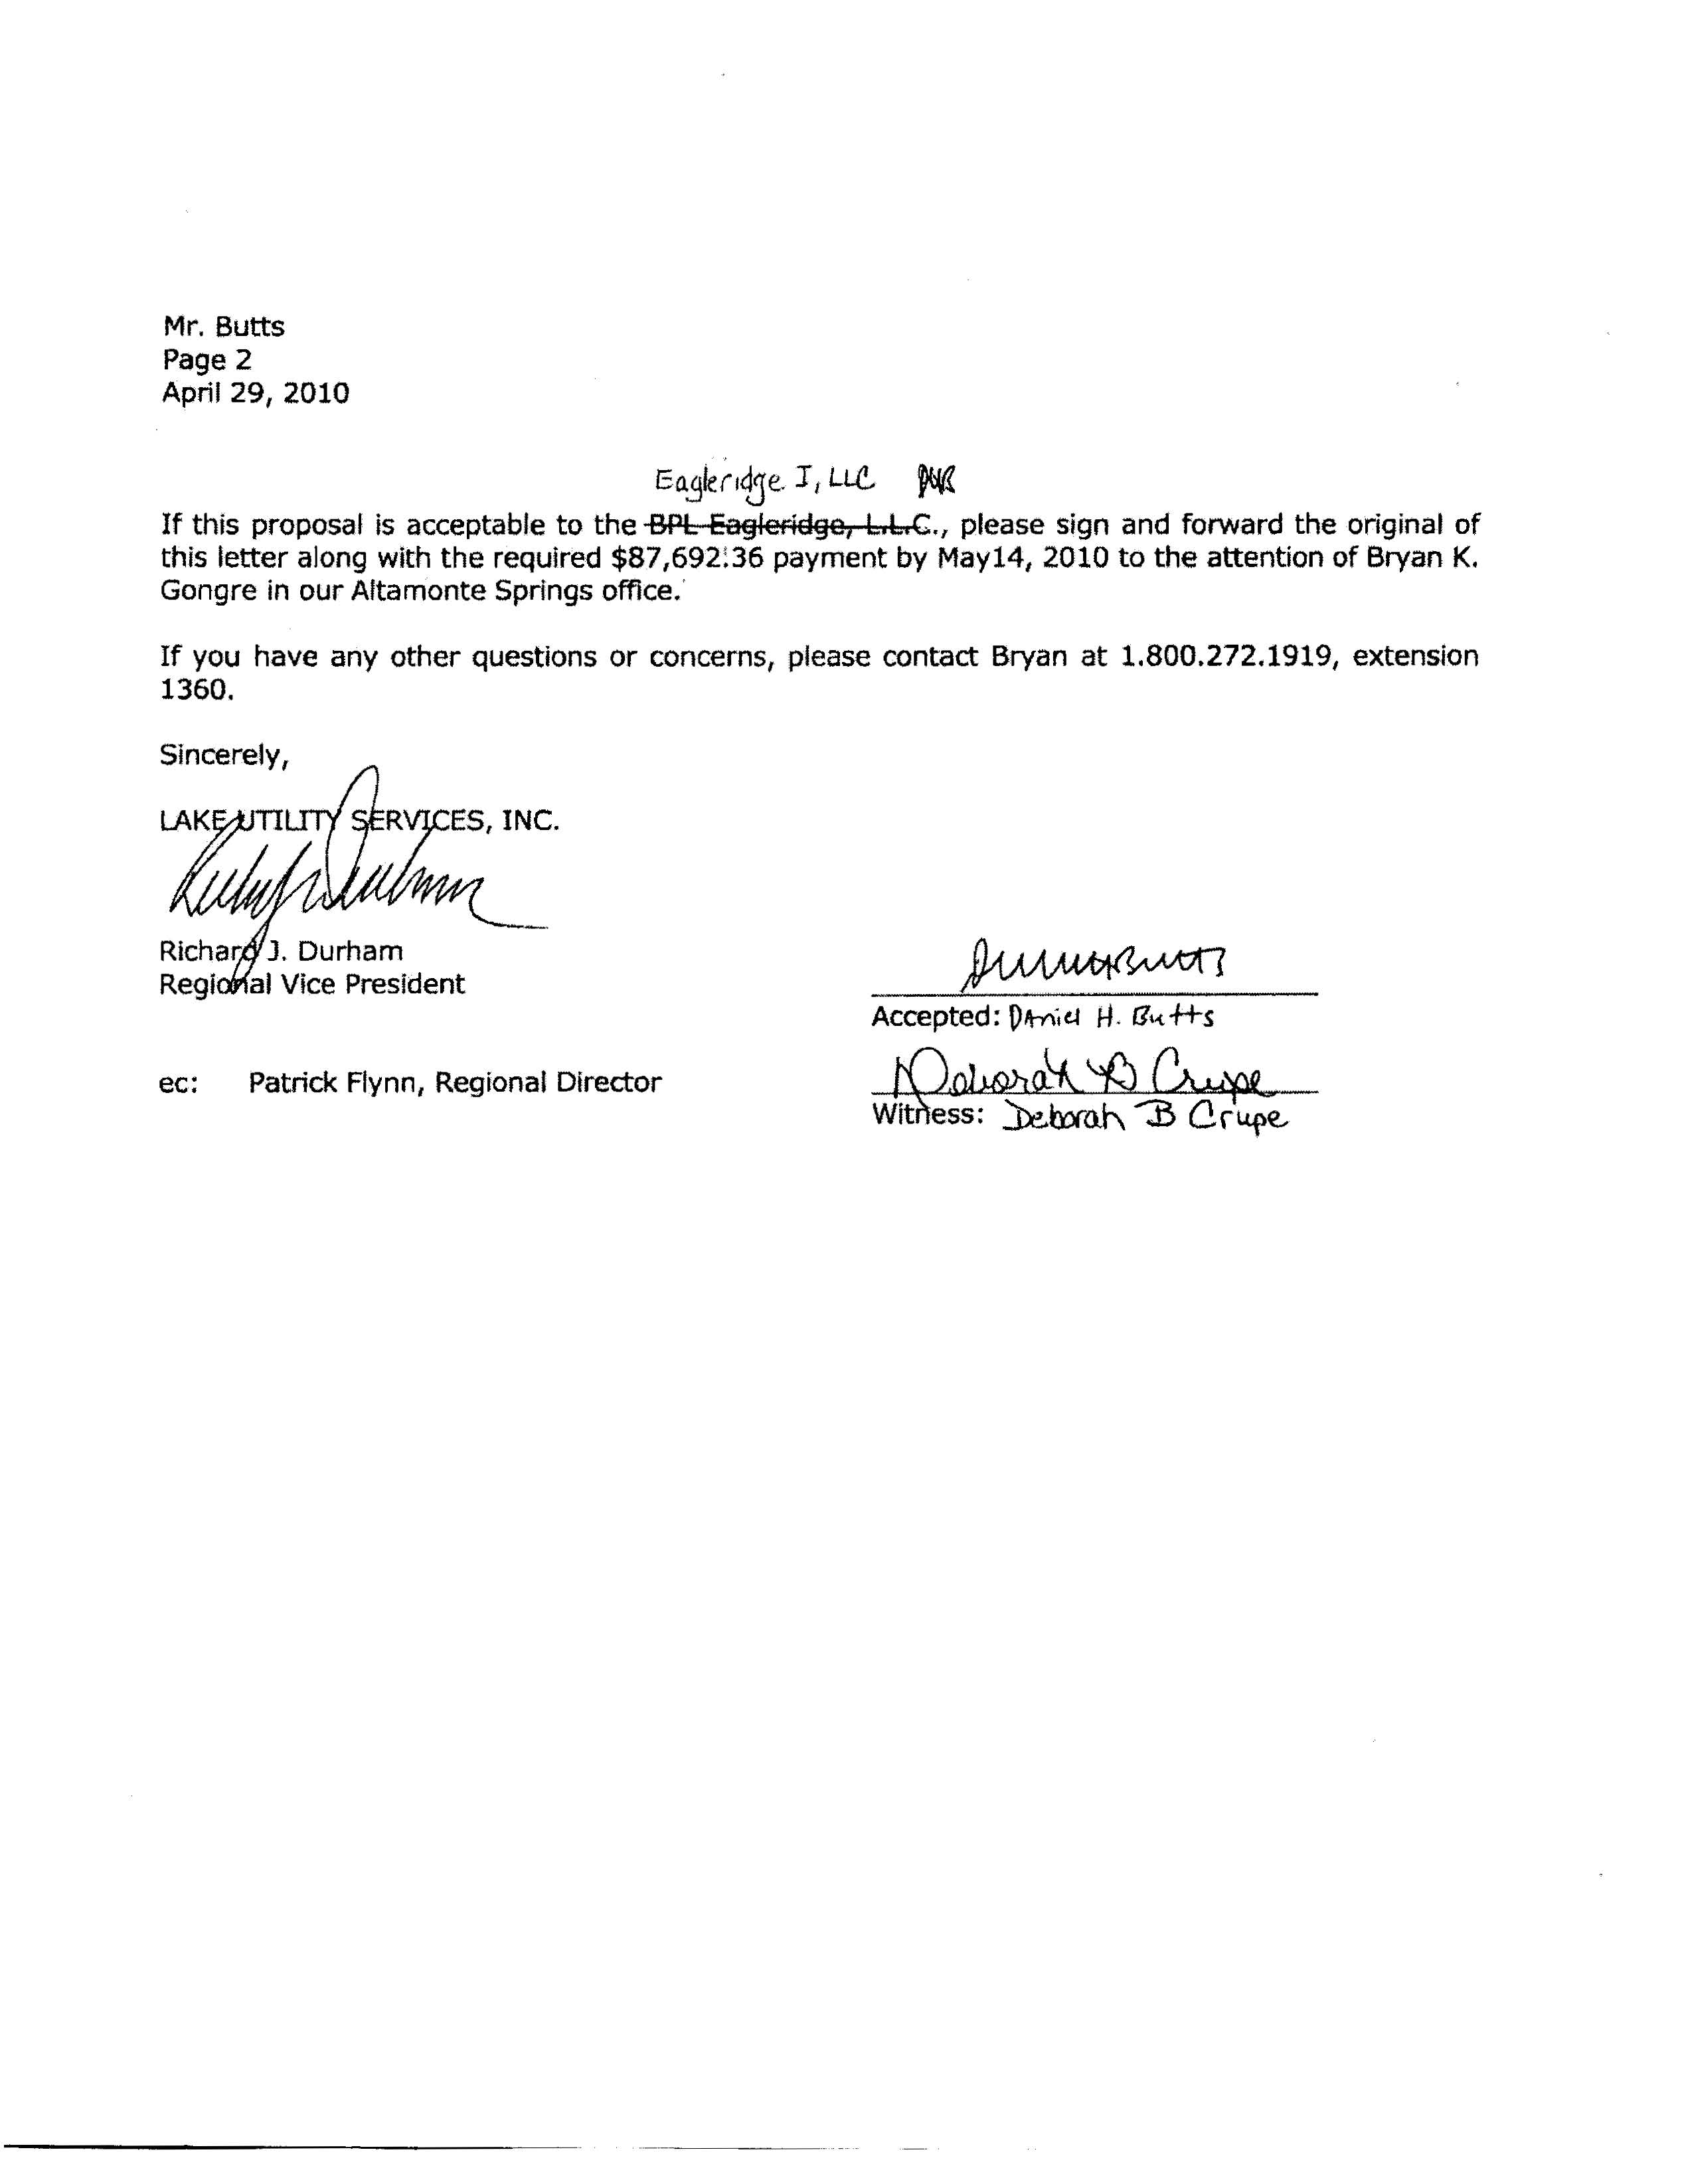 Mr. Butts
Page 2
April 29, 2010
Eagleridge I, LLC DHB
If this proposal is acceptable to the BPL Eagleridge, L.L.C., please sign and forward the original of
this letter along with the required $87,692.36 payment by May14, 2010 to the attention of Bryan K.
Gongre in our Altamonte Springs office.
If you have any other questions or concerns, please contact Bryan at 1.800.272.1919, extension
1360.
Sincerely,
LAKE UTILITY SERVICES, INC.
Richard J. Durham
Regional Vice President
Accepted: Daniel H. Butts
ec: Patrick Flynn, Regional Director
Deborah B Crupe
Witness: Deborah B Crupe